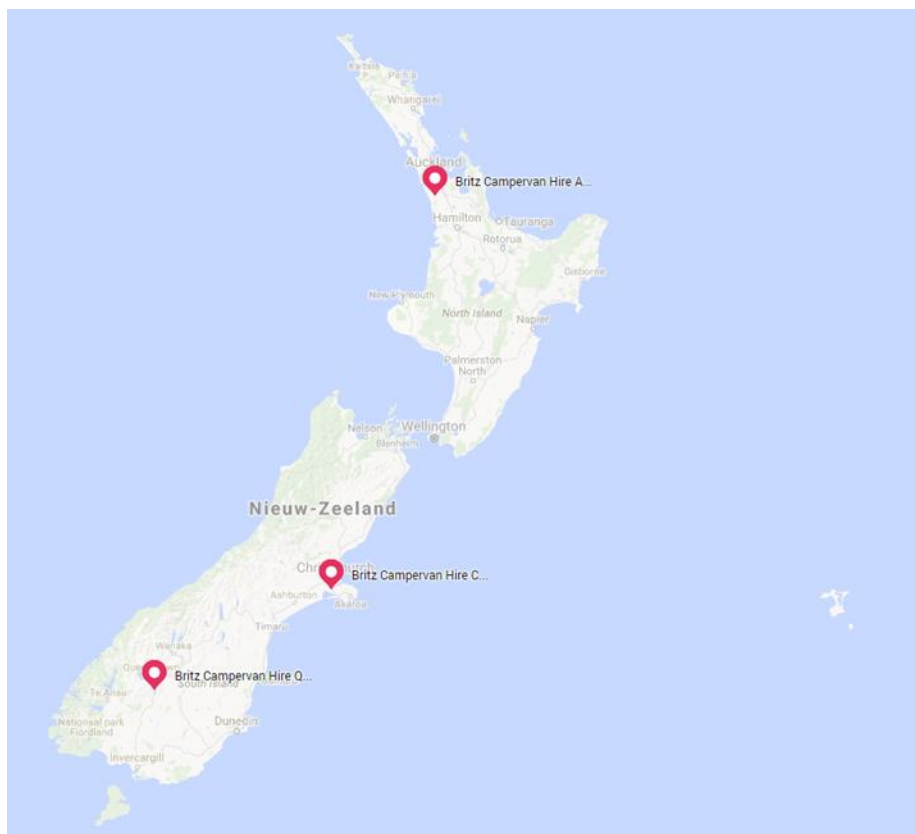 Kaitaia
Paihia
Whangarei
Auckland
Britz Campervan Hire A...
Hamilton
Tauranga
Rotorua
Gisborne
New Plymouth
North Island
Napier
Palmerston
North
Nelson
Wellington
Blenheim
Nieuw-Zeeland
Britz Campervan Hire C...
Ashburton
Akaroa
Timaru
Wanaka
Britz Campervan Hire Q...
Te Anau
South Island
Nationaal park
Fiordland
Dunedin
Invercargill